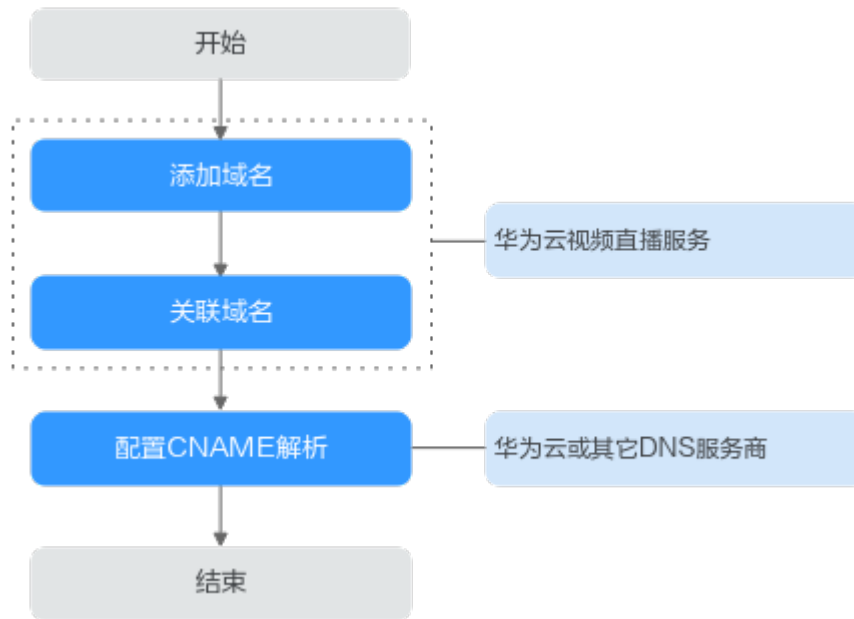 开始
添加域名
华为云视频直播服务
关联域名
配置CNAME解析
华为云或其它DNS服务商
结束